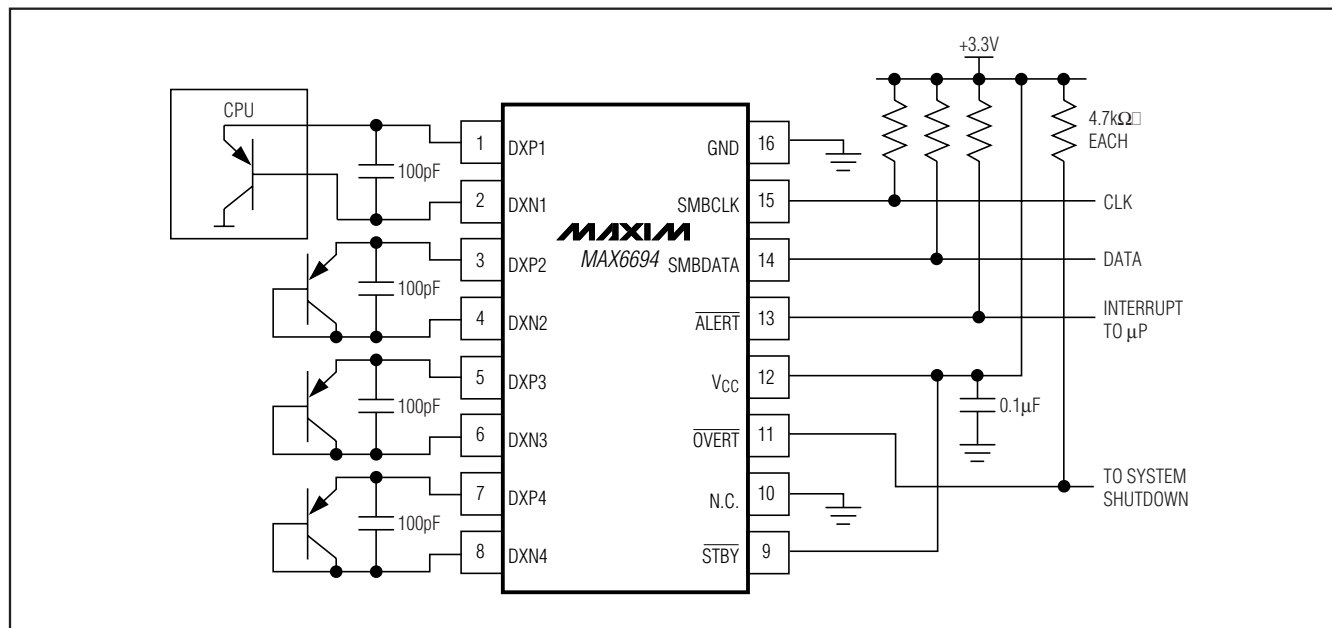 +3.3V
CPU
4.7kΩ□
EACH
1
DXP1
GND
16
100pF
2
DXN1
SMBCLK
15
CLK
MAXIM
MAX6694
3
DXP2
SMBDATA
14
DATA
100pF
4
DXN2
ALERT
13
INTERRUPT
TO µP
5
DXP3
VCC
12
100pF
0.1µF
6
DXN3
OVERT
11
7
DXP4
N.C.
10
TO SYSTEM
SHUTDOWN
100pF
8
DXN4
STBY
9